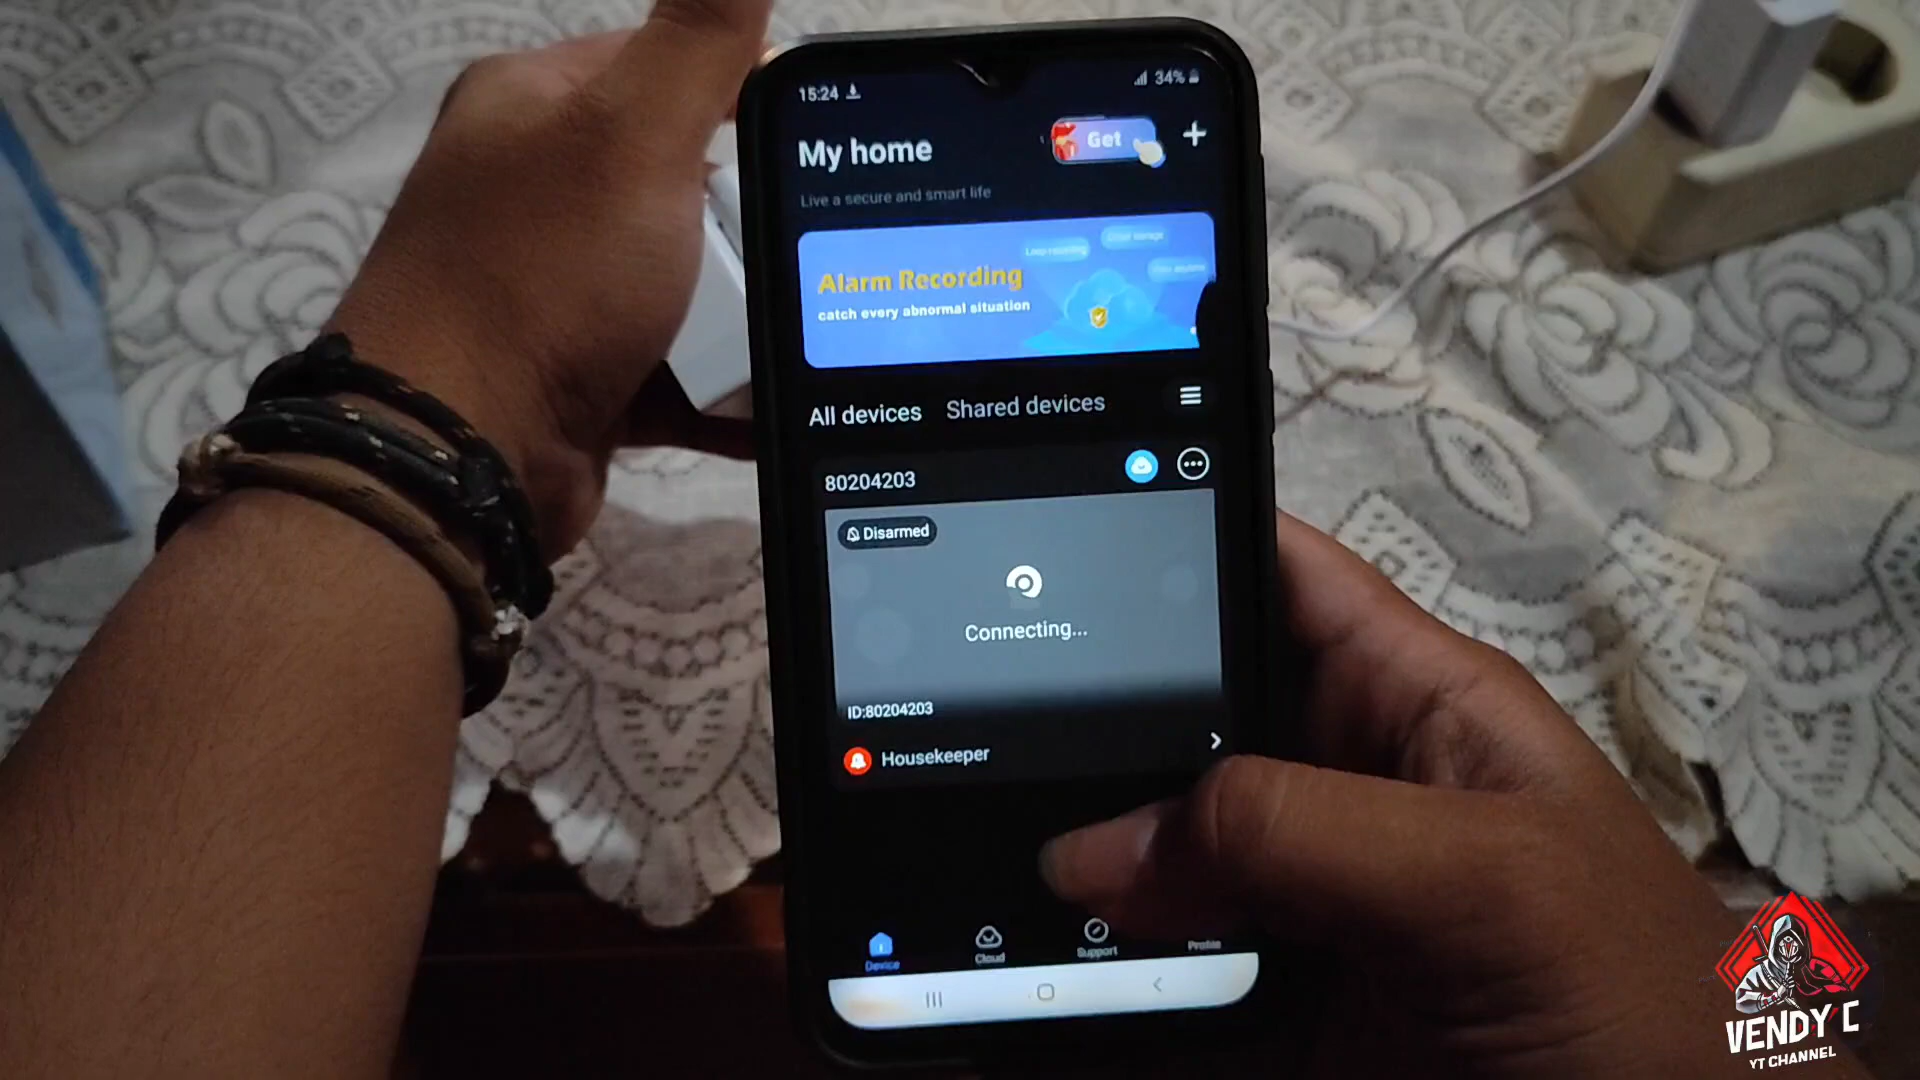 15:24
34%
My home
Get
Live a secure and smart life
Alarm Recording
catch every abnormal situation
All devices
Shared devices
80204203
Disarmed
Connecting...
ID:80204203
Housekeeper
Device
Cloud
Support
Profile
VENDY C
YT CHANNEL